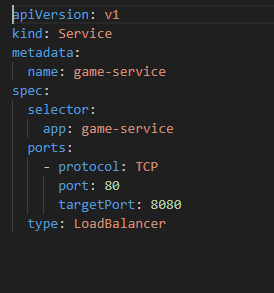 apiVersion: v1
kind: Service
metadata:
  name: game-service
spec:
  selector:
    app: game-service
  ports:
    - protocol: TCP
      port: 80
      targetPort: 8080
  type: LoadBalancer